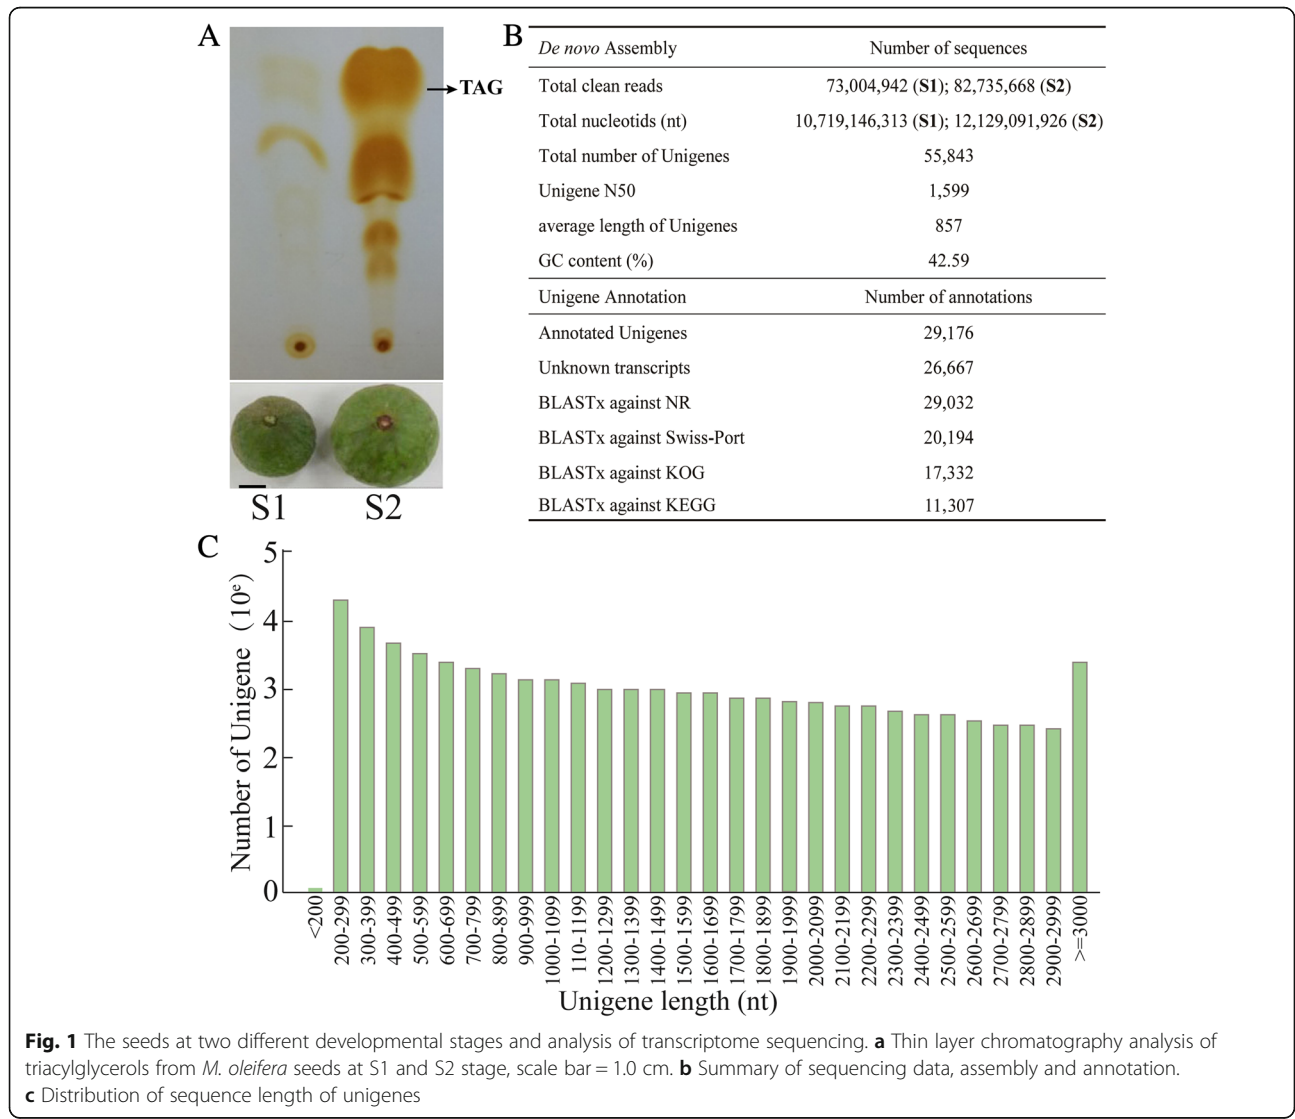 A
TAG
S1 S2
B
De novo Assembly Number of sequences
Total clean reads 73,004,942 (S1); 82,735,668 (S2)
Total nucleotids (nt) 10,719,146,313 (S1); 12,129,091,926 (S2)
Total number of Unigenes 55,843
Unigene N50 1,599
average length of Unigenes 857
GC content (%) 42.59
Unigene Annotation Number of annotations
Annotated Unigenes 29,176
Unknown transcripts 26,667
BLASTx against NR 29,032
BLASTx against Swiss-Port 20,194
BLASTx against KOG 17,332
BLASTx against KEGG 11,307
C
Number of Unigene (10ᵉ)
5
4
3
2
1
0
<200
200-299
300-399
400-499
500-599
600-699
700-799
800-899
900-999
1000-1099
110-1199
1200-1299
1300-1399
1400-1499
1500-1599
1600-1699
1700-1799
1800-1899
1900-1999
2000-2099
2100-2199
2200-2299
2300-2399
2400-2499
2500-2599
2600-2699
2700-2799
2800-2899
2900-2999
>=3000
Unigene length (nt)
Fig. 1 The seeds at two different developmental stages and analysis of transcriptome sequencing. a Thin layer chromatography analysis of
triacylglycerols from M. oleifera seeds at S1 and S2 stage, scale bar = 1.0 cm. b Summary of sequencing data, assembly and annotation.
c Distribution of sequence length of unigenes